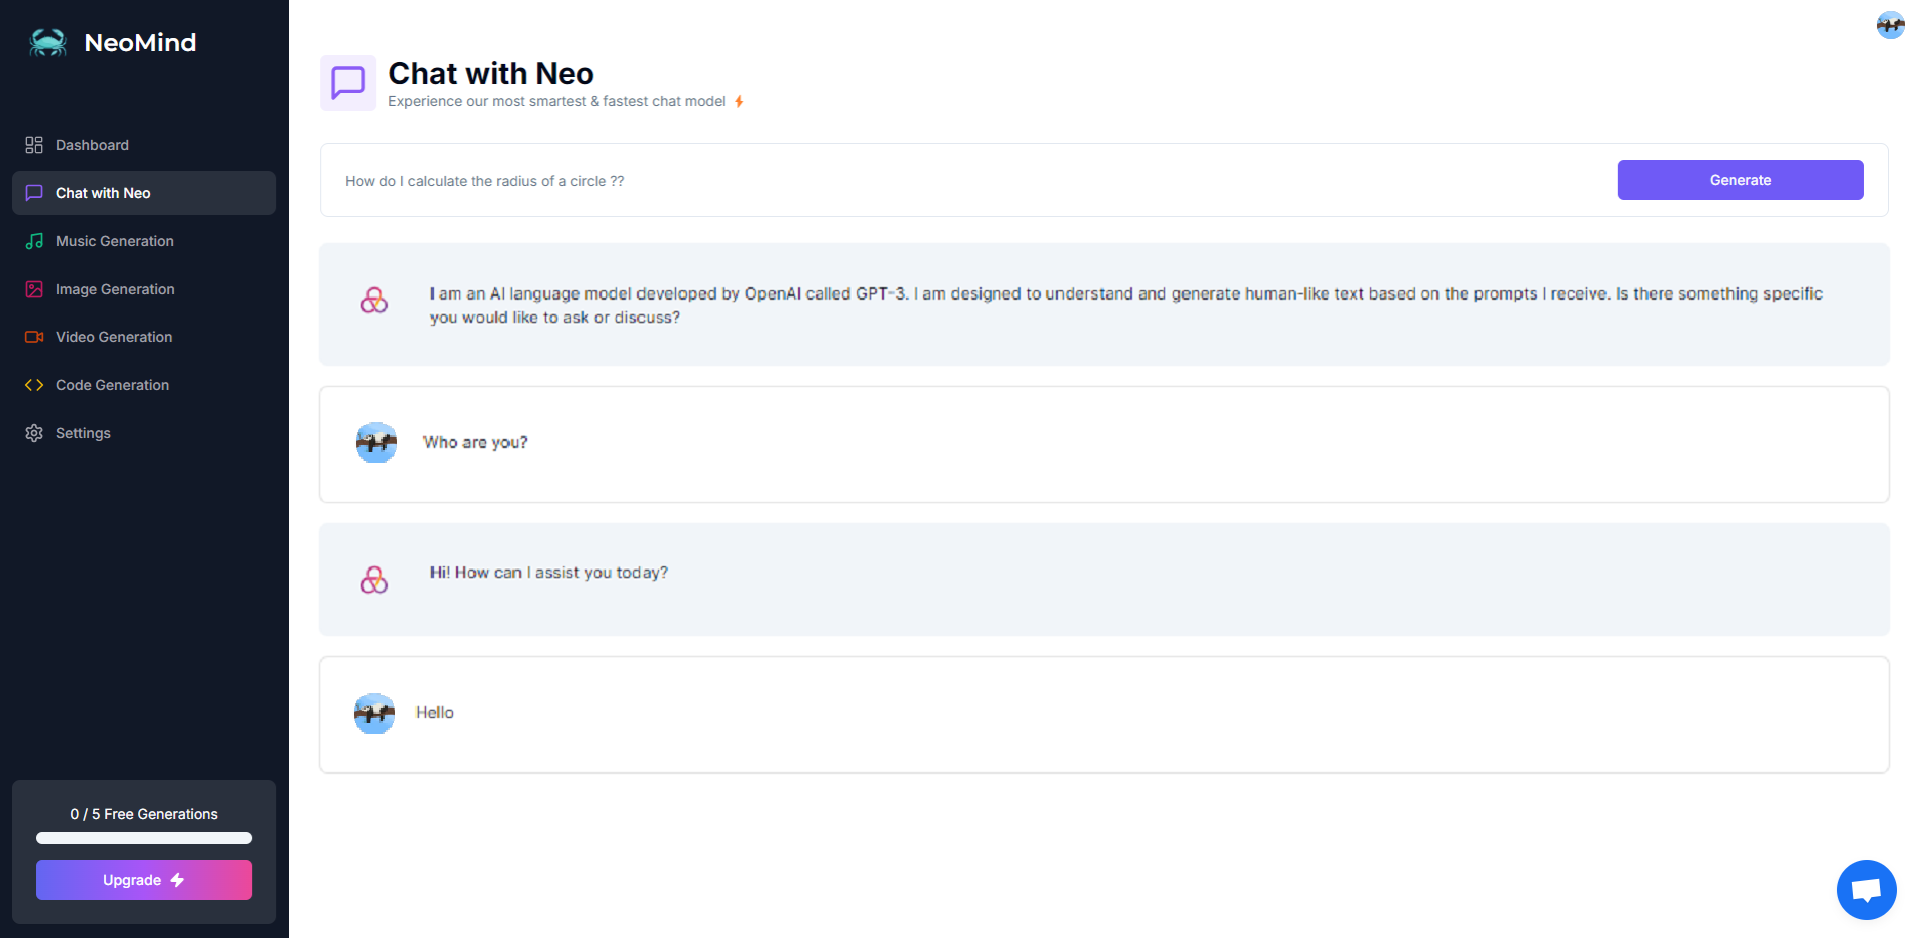 NeoMind
Dashboard
Chat with Neo
Music Generation
Image Generation
Video Generation
Code Generation
Settings
0 / 5 Free Generations
Upgrade
Chat with Neo
Experience our most smartest & fastest chat model
How do I calculate the radius of a circle ??
Generate
I am an AI language model developed by OpenAI called GPT-3. I am designed to understand and generate human-like text based on the prompts I receive. Is there something specific
you would like to ask or discuss?
Who are you?
Hi! How can I assist you today?
Hello